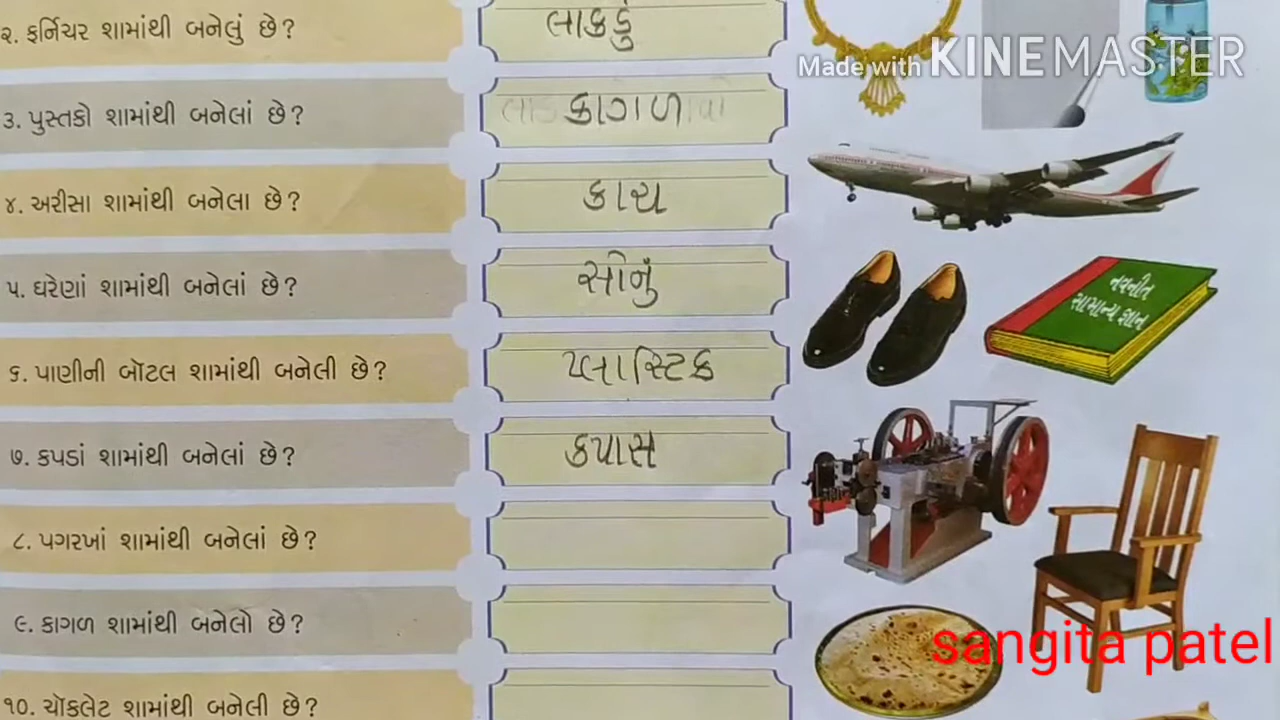 ૨. ફર્નિચર શામાંથી બનેલું છે? લાકડું
Made with KINEMASTER
૩. પુસ્તકો શામાંથી બનેલાં છે? કાગળ
૪. અરીસા શામાંથી બનેલા છે? કાચ
૫. ઘરેણાં શામાંથી બનેલાં છે? સોનું
નવનીત
સામાન્ય જ્ઞાન
૬. પાણીની બૉટલ શામાંથી બનેલી છે? પ્લાસ્ટિક
૭. કપડાં શામાંથી બનેલાં છે? કપાસ
૮. પગરખાં શામાંથી બનેલાં છે?
૯. કાગળ શામાંથી બનેલો છે?
sangita patel
૧૦. ચૉકલેટ શામાંથી બનેલી છે?